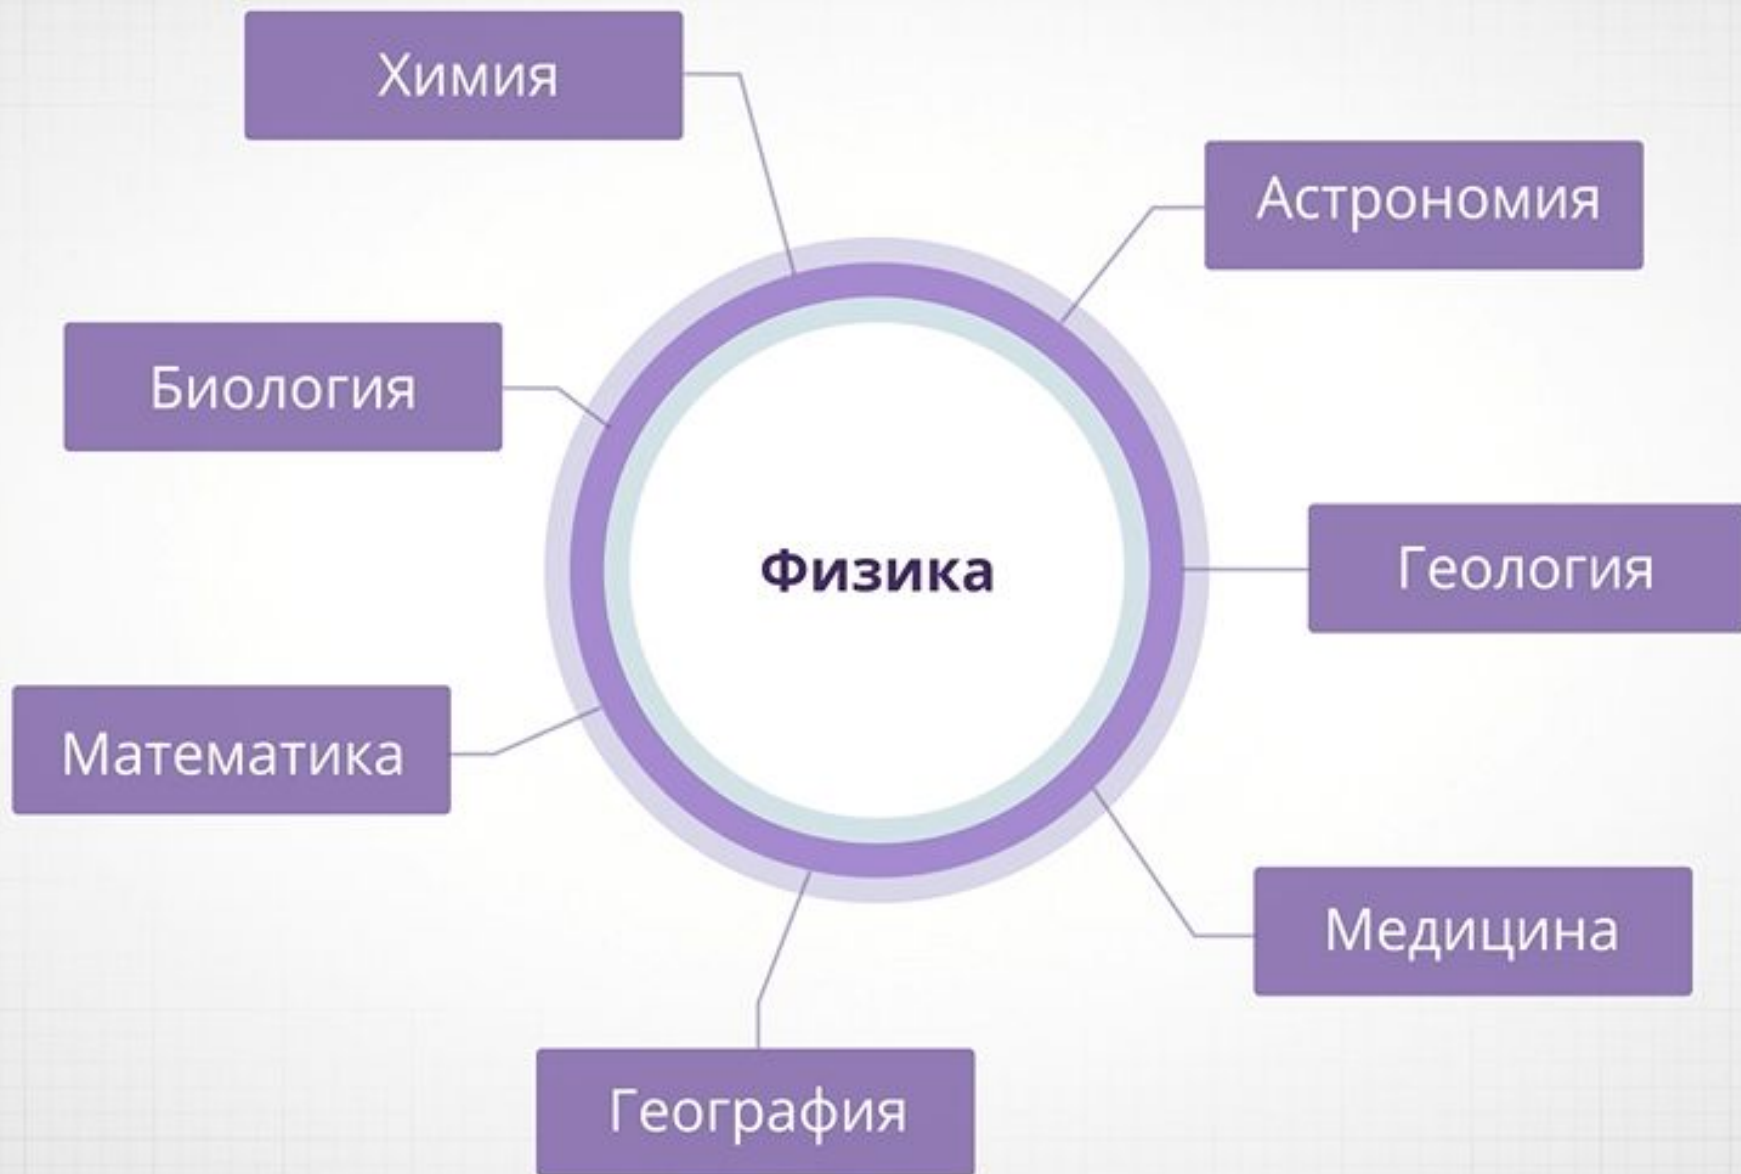 Химия
Астрономия
Биология
Физика
Геология
Математика
Медицина
География